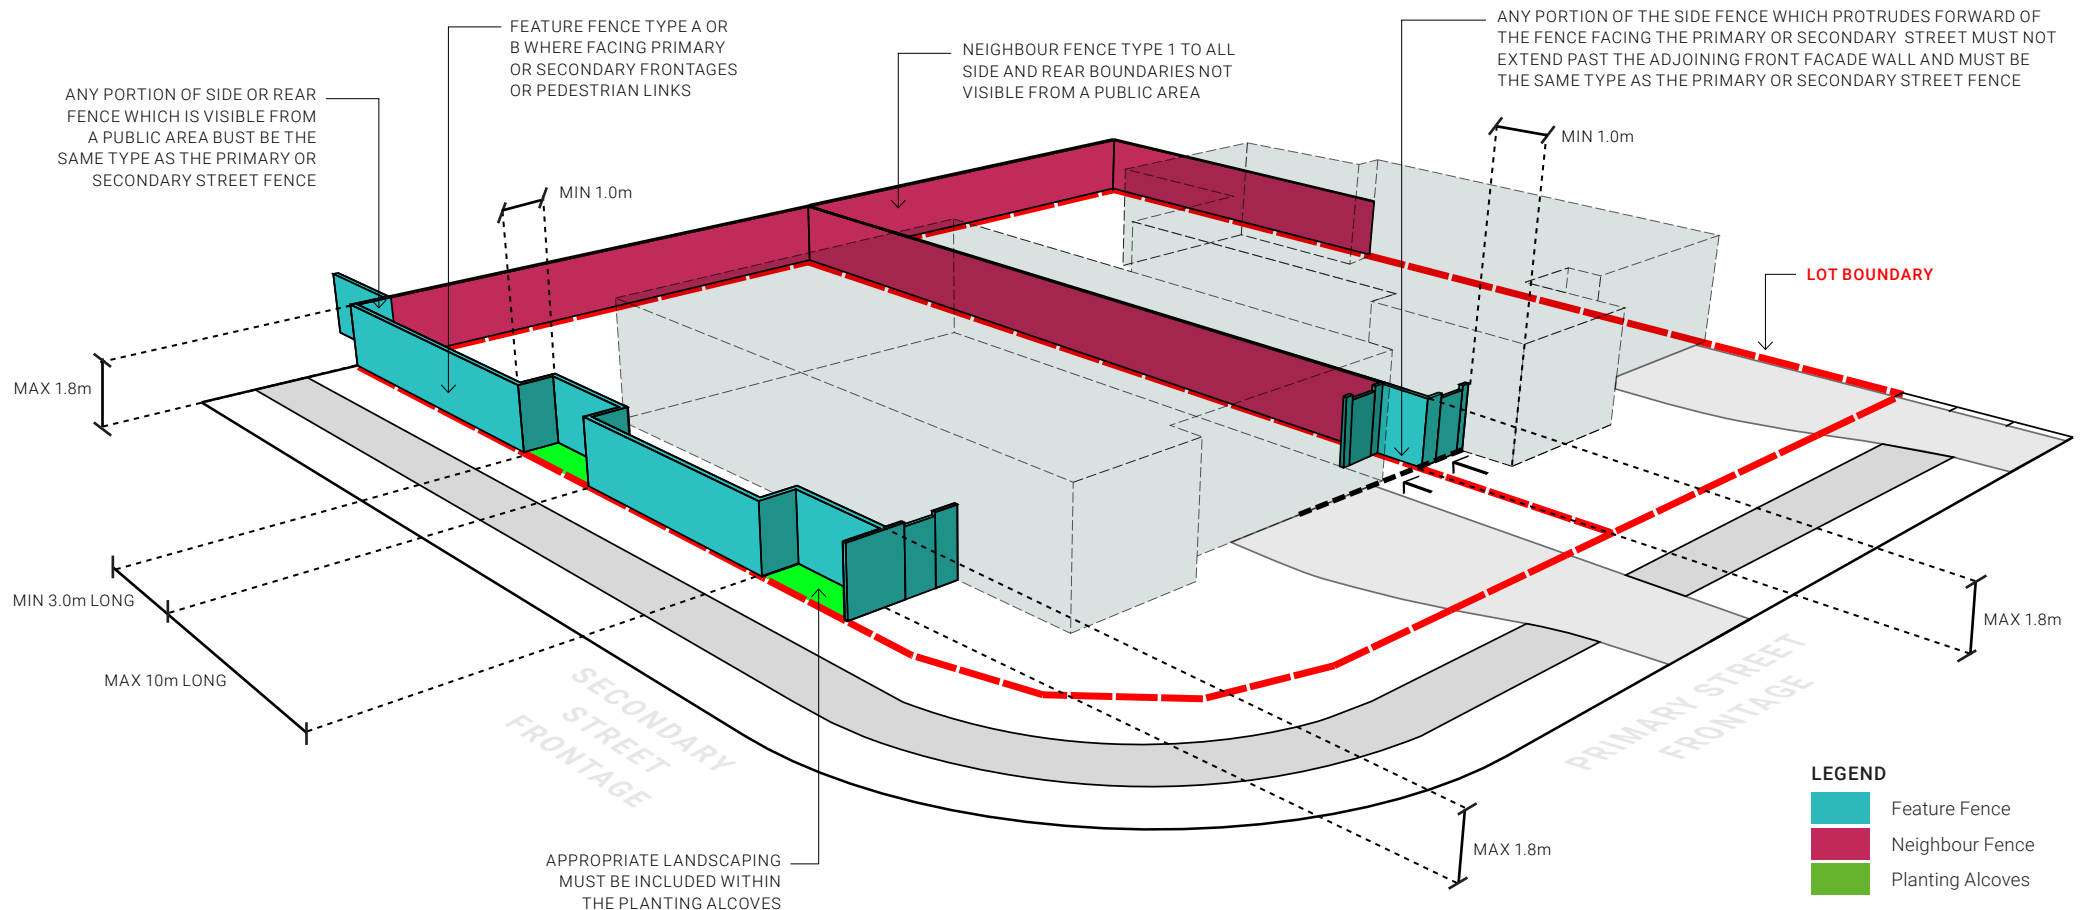 FEATURE FENCE TYPE A OR
B WHERE FACING PRIMARY
OR SECONDARY FRONTAGES
OR PEDESTRIAN LINKS
NEIGHBOUR FENCE TYPE 1 TO ALL
SIDE AND REAR BOUNDARIES NOT
VISIBLE FROM A PUBLIC AREA
ANY PORTION OF THE SIDE FENCE WHICH PROTRUDES FORWARD OF
THE FENCE FACING THE PRIMARY OR SECONDARY STREET MUST NOT
EXTEND PAST THE ADJOINING FRONT FACADE WALL AND MUST BE
THE SAME TYPE AS THE PRIMARY OR SECONDARY STREET FENCE
ANY PORTION OF SIDE OR REAR
FENCE WHICH IS VISIBLE FROM
A PUBLIC AREA BUST BE THE
SAME TYPE AS THE PRIMARY OR
SECONDARY STREET FENCE
MIN 1.0m
MIN 1.0m
LOT BOUNDARY
MAX 1.8m
MIN 3.0m LONG
MAX 10m LONG
MAX 1.8m
SECONDARY
STREET
FRONTAGE
PRIMARY STREET
FRONTAGE
MAX 1.8m
APPROPRIATE LANDSCAPING
MUST BE INCLUDED WITHIN
THE PLANTING ALCOVES
LEGEND
Feature Fence
Neighbour Fence
Planting Alcoves